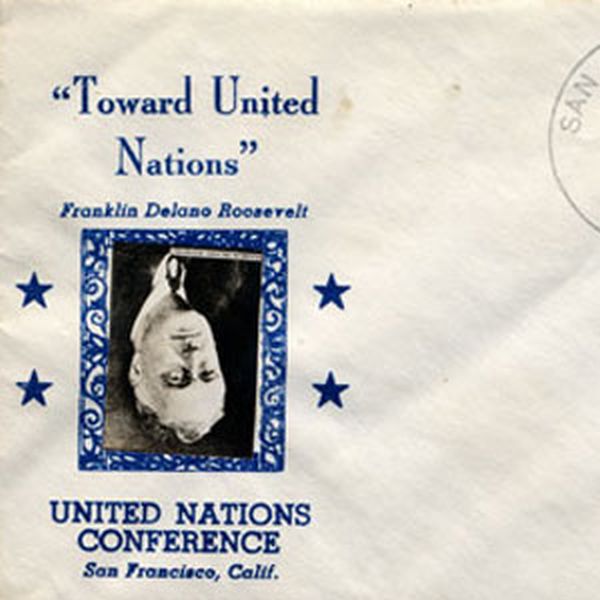 “Toward United
Nations”
Franklin Delano Roosevelt
UNITED NATIONS
CONFERENCE
San Francisco, Calif.
SAN